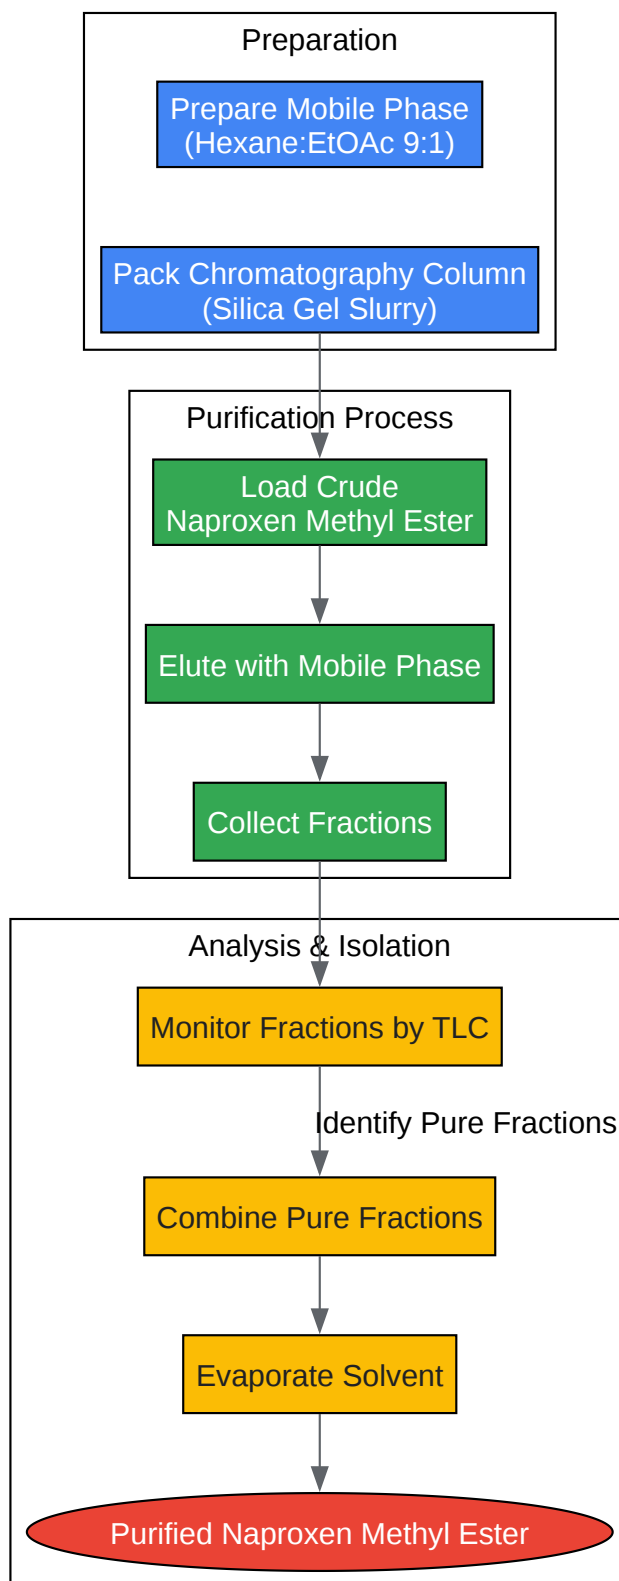 Preparation
Prepare Mobile Phase
(Hexane:EtOAc 9:1)
Pack Chromatography Column
(Silica Gel Slurry)
Purification Process
Load Crude
Naproxen Methyl Ester
Elute with Mobile Phase
Collect Fractions
Analysis & Isolation
Monitor Fractions by TLC
Identify Pure Fractions
Combine Pure Fractions
Evaporate Solvent
Purified Naproxen Methyl Ester